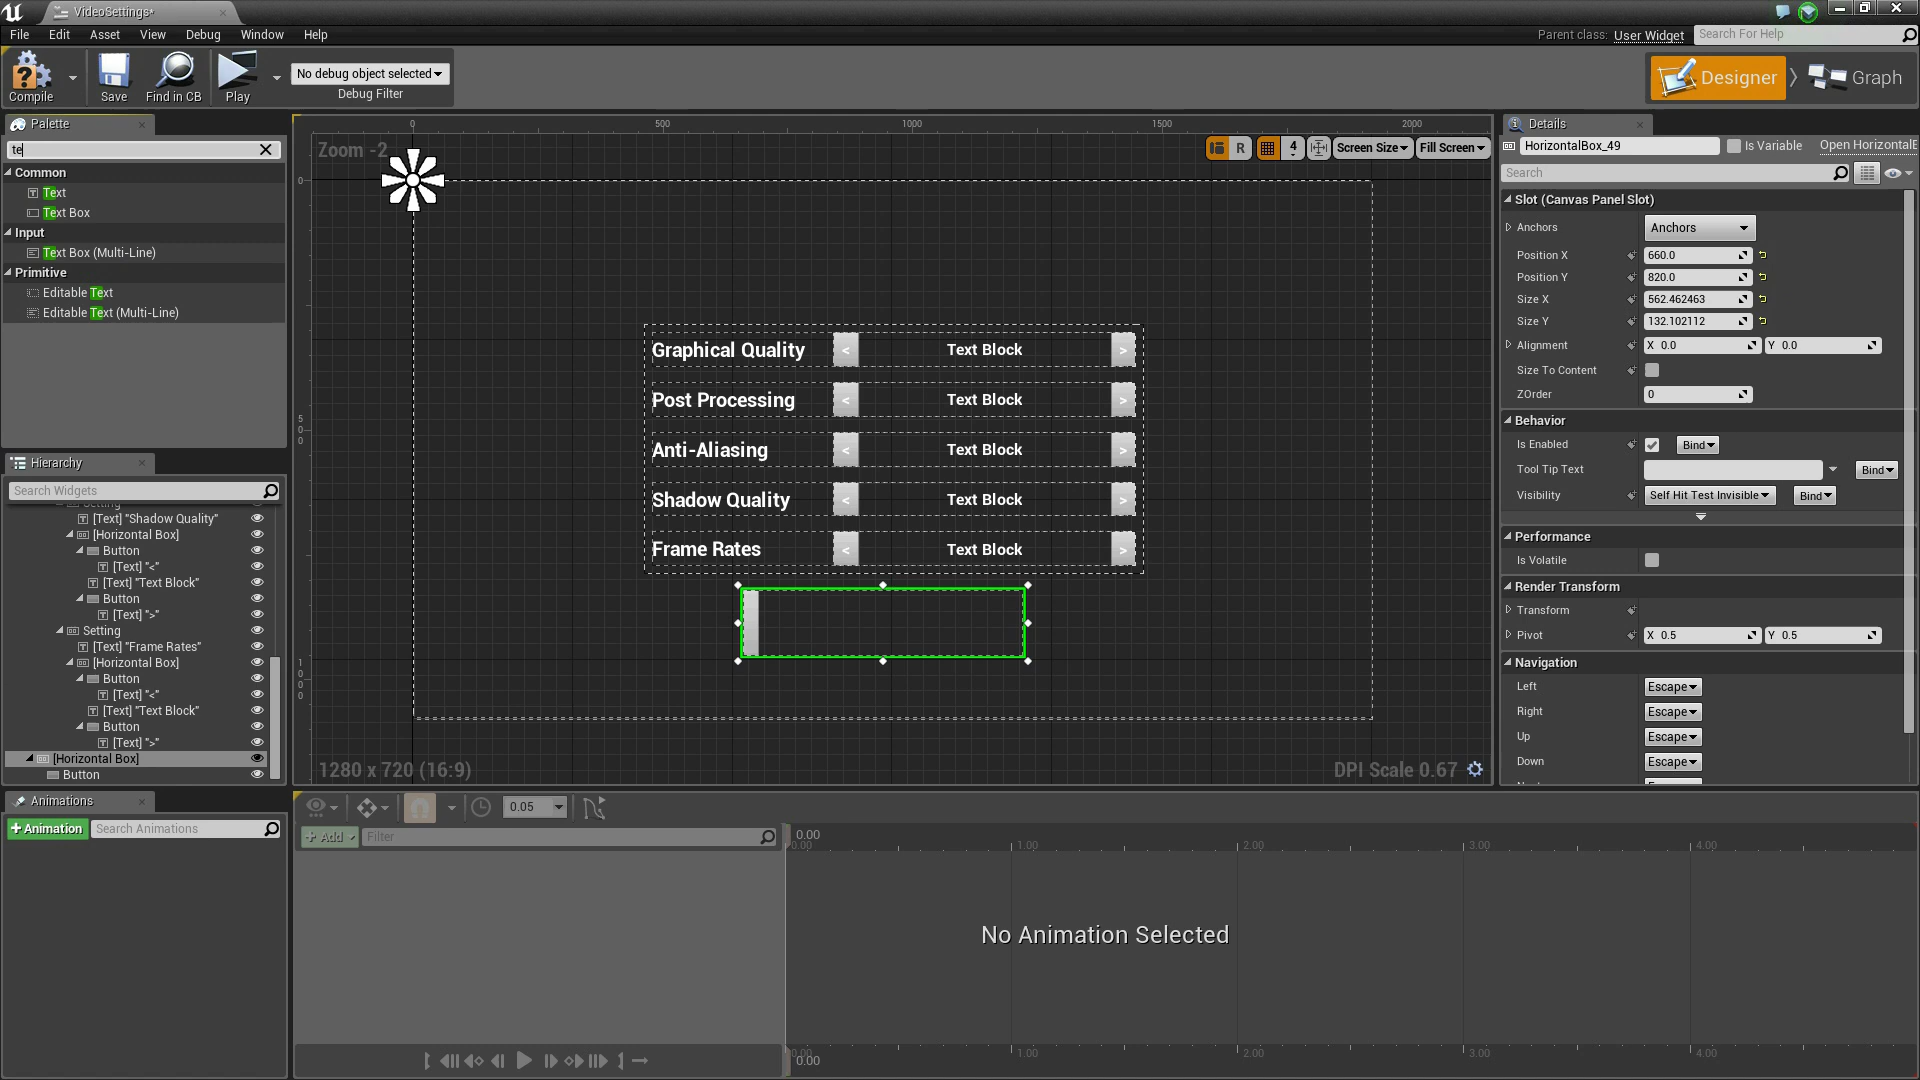 VideoSettings*
File Edit Asset View Debug Window Help
Parent class: User Widget Search For Help
Compile Save Find in CB Play
No debug object selected
Debug Filter
Designer Graph
Palette
te
Common
Text
Text Box
Input
Text Box (Multi-Line)
Primitive
Editable Text
Editable Text (Multi-Line)
Hierarchy
Search Widgets
Setting
[Text] "Shadow Quality"
[Horizontal Box]
Button
[Text] "<"
[Text] "Text Block"
Button
[Text] ">"
Setting
[Text] "Frame Rates"
[Horizontal Box]
Button
[Text] "<"
[Text] "Text Block"
Button
[Text] ">"
[Horizontal Box]
Button
Zoom -2
0 500 1000 1500 2000
0
500
1000
R 4 Screen Size Fill Screen
Graphical Quality < Text Block >
Post Processing < Text Block >
Anti-Aliasing < Text Block >
Shadow Quality < Text Block >
Frame Rates < Text Block >
1280 x 720 (16:9)
DPI Scale 0.67
Details
HorizontalBox_49 Is Variable Open HorizontalE
Search
Slot (Canvas Panel Slot)
Anchors Anchors
Position X 660.0
Position Y 820.0
Size X 562.462463
Size Y 132.102112
Alignment X 0.0 Y 0.0
Size To Content
ZOrder 0
Behavior
Is Enabled Bind
Tool Tip Text Bind
Visibility Self Hit Test Invisible Bind
Performance
Is Volatile
Render Transform
Transform
Pivot X 0.5 Y 0.5
Navigation
Left Escape
Right Escape
Up Escape
Down Escape
Animations
+ Animation Search Animations
0.05
+ Add Filter
0.00
0.00 1.00 2.00 3.00 4.00
No Animation Selected
0.00 1.00 2.00 3.00 4.00
0.00